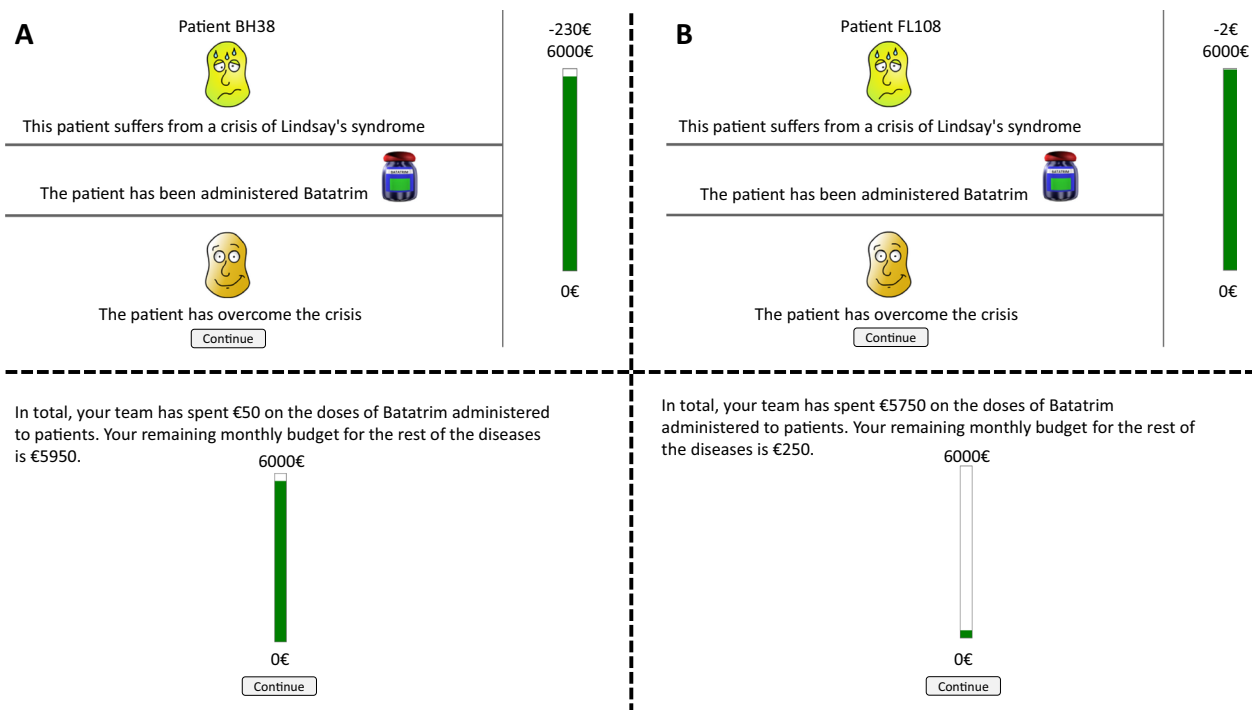 A
Patient BH38
-230€
6000€
This patient suffers from a crisis of Lindsay's syndrome
BATATRIM
The patient has been administered Batatrim
0€
The patient has overcome the crisis
Continue
In total, your team has spent €50 on the doses of Batatrim administered
to patients. Your remaining monthly budget for the rest of the diseases
is €5950.
6000€
0€
Continue
B
Patient FL108
-2€
6000€
This patient suffers from a crisis of Lindsay's syndrome
BATATRIM
The patient has been administered Batatrim
0€
The patient has overcome the crisis
Continue
In total, your team has spent €5750 on the doses of Batatrim
administered to patients. Your remaining monthly budget for the rest of
the diseases is €250.
6000€
0€
Continue